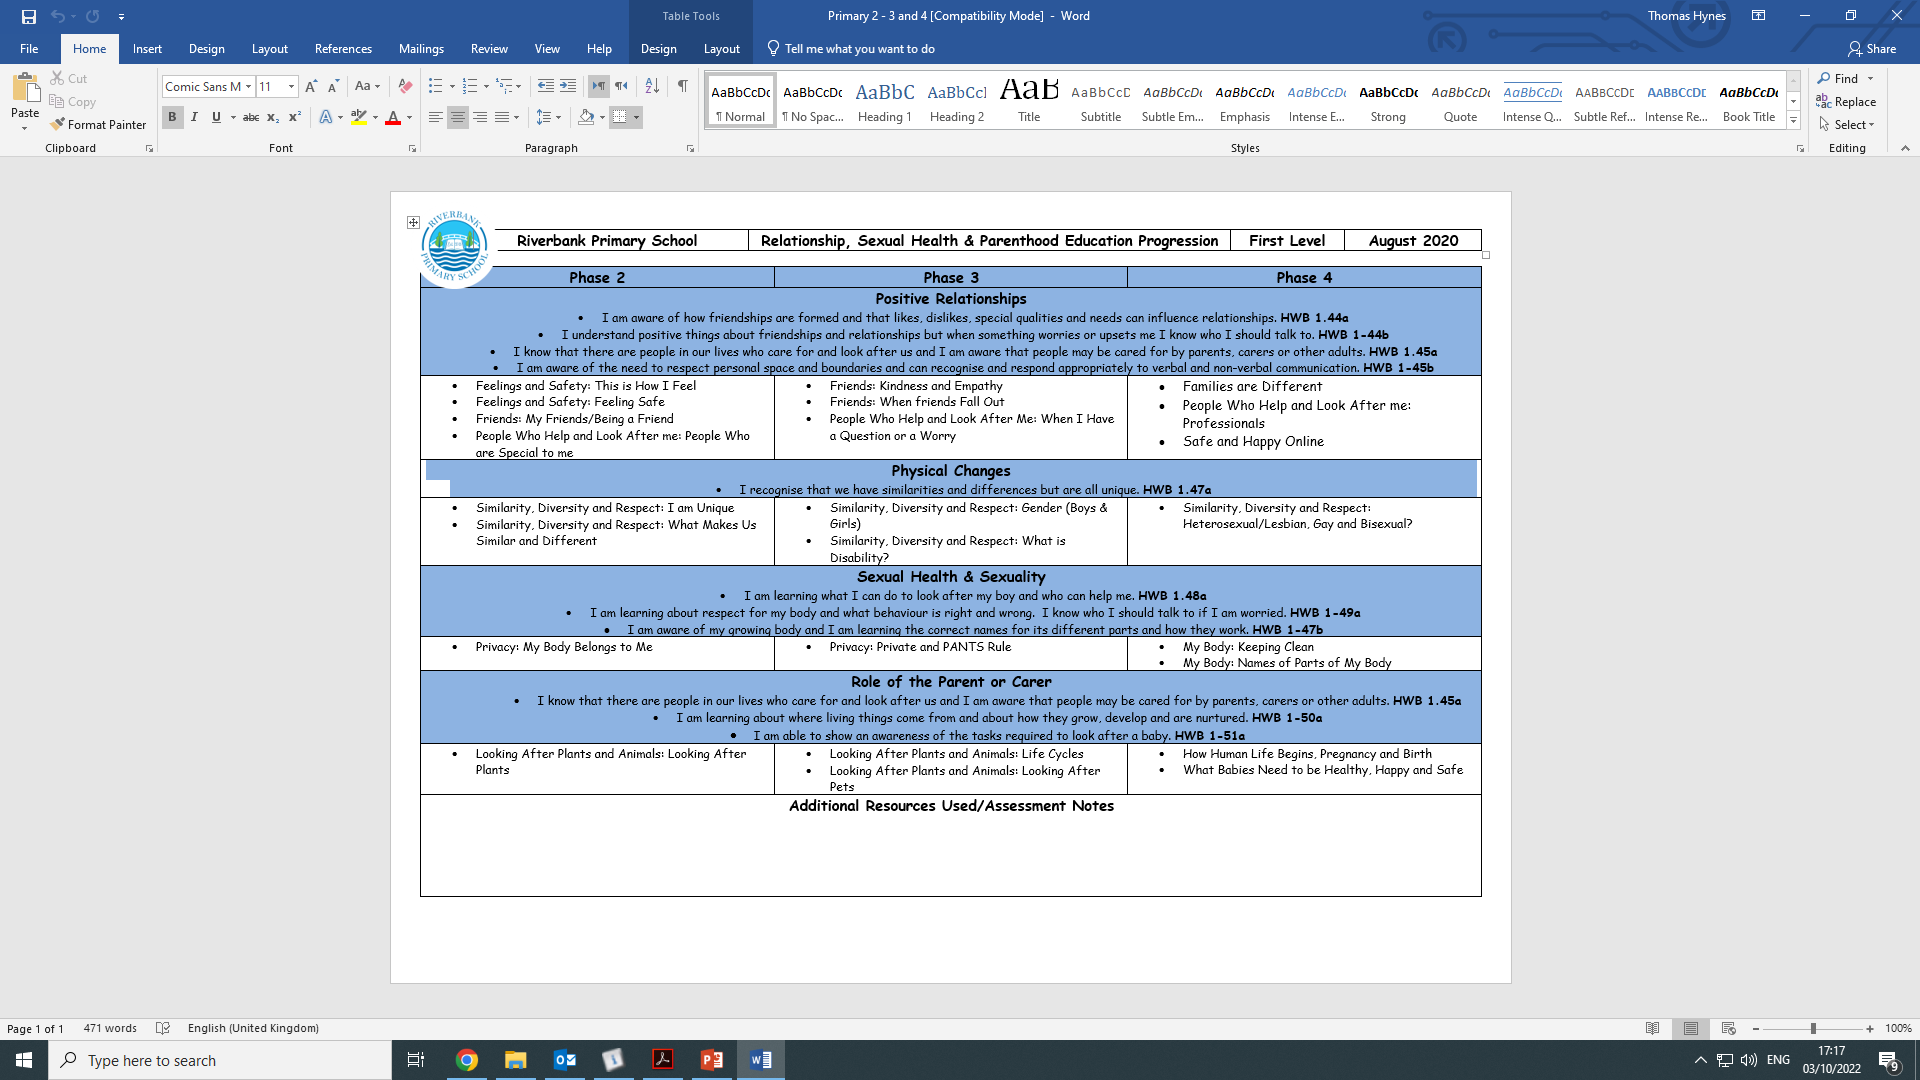 Table Tools
Primary 2 - 3 and 4 [Compatibility Mode] - Word
Thomas Hynes
File Home Insert Design Layout References Mailings Review View Help Design Layout Tell me what you want to do Share
Paste
Cut
Copy
Format Painter
Clipboard
Comic Sans M 11
Font
Paragraph
AaBbCcDc AaBbCcDc AaBbC AaBbCcI AaB AaBbCcD AaBbCcDc AaBbCcDc AaBbCcDc AaBbCcDc AaBbCcDc AaBbCcDc AABBCCDE AABBCCDE AaBbCcDc
¶ Normal ¶ No Spac... Heading 1 Heading 2 Title Subtitle Subtle Em... Emphasis Intense E... Strong Quote Intense Q... Subtle Ref... Intense Re... Book Title
Styles
Find
Replace
Select
Editing
RIVERBANK
PRIMARY SCHOOL
Riverbank Primary School Relationship, Sexual Health & Parenthood Education Progression First Level August 2020
Phase 2 Phase 3 Phase 4
Positive Relationships
• I am aware of how friendships are formed and that likes, dislikes, special qualities and needs can influence relationships. HWB 1.44a
• I understand positive things about friendships and relationships but when something worries or upsets me I know who I should talk to. HWB 1-44b
• I know that there are people in our lives who care for and look after us and I am aware that people may be cared for by parents, carers or other adults. HWB 1.45a
• I am aware of the need to respect personal space and boundaries and can recognise and respond appropriately to verbal and non-verbal communication. HWB 1-45b
• Feelings and Safety: This is How I Feel
• Feelings and Safety: Feeling Safe
• Friends: My Friends/Being a Friend
• People Who Help and Look After me: People Who
are Special to me
• Friends: Kindness and Empathy
• Friends: When friends Fall Out
• People Who Help and Look After Me: When I Have
a Question or a Worry
• Families are Different
• People Who Help and Look After me:
Professionals
• Safe and Happy Online
Physical Changes
• I recognise that we have similarities and differences but are all unique. HWB 1.47a
• Similarity, Diversity and Respect: I am Unique
• Similarity, Diversity and Respect: What Makes Us
Similar and Different
• Similarity, Diversity and Respect: Gender (Boys &
Girls)
• Similarity, Diversity and Respect: What is
Disability?
• Similarity, Diversity and Respect:
Heterosexual/Lesbian, Gay and Bisexual?
Sexual Health & Sexuality
• I am learning what I can do to look after my boy and who can help me. HWB 1.48a
• I am learning about respect for my body and what behaviour is right and wrong. I know who I should talk to if I am worried. HWB 1-49a
• I am aware of my growing body and I am learning the correct names for its different parts and how they work. HWB 1-47b
• Privacy: My Body Belongs to Me
• Privacy: Private and PANTS Rule
• My Body: Keeping Clean
• My Body: Names of Parts of My Body
Role of the Parent or Carer
• I know that there are people in our lives who care for and look after us and I am aware that people may be cared for by parents, carers or other adults. HWB 1.45a
• I am learning about where living things come from and about how they grow, develop and are nurtured. HWB 1-50a
• I am able to show an awareness of the tasks required to look after a baby. HWB 1-51a
• Looking After Plants and Animals: Looking After
Plants
• Looking After Plants and Animals: Life Cycles
• Looking After Plants and Animals: Looking After
Pets
• How Human Life Begins, Pregnancy and Birth
• What Babies Need to be Healthy, Happy and Safe
Additional Resources Used/Assessment Notes
Page 1 of 1 471 words English (United Kingdom) 100%
Type here to search
ENG
17:17
03/10/2022
9